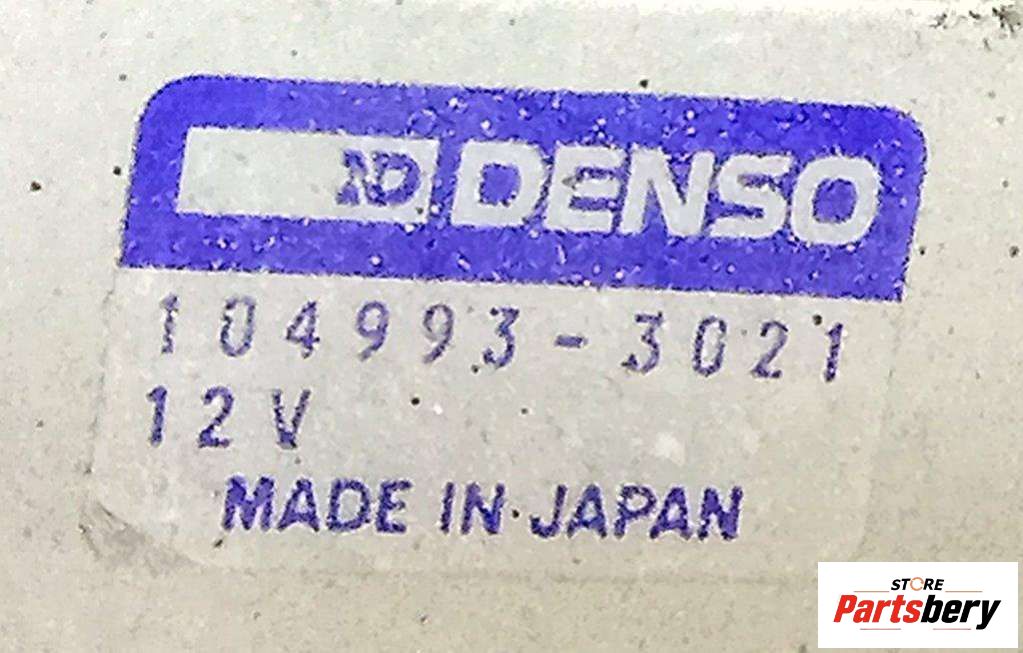 ND DENSO
104993-3021
12V
MADE IN JAPAN
STORE
Partsbery